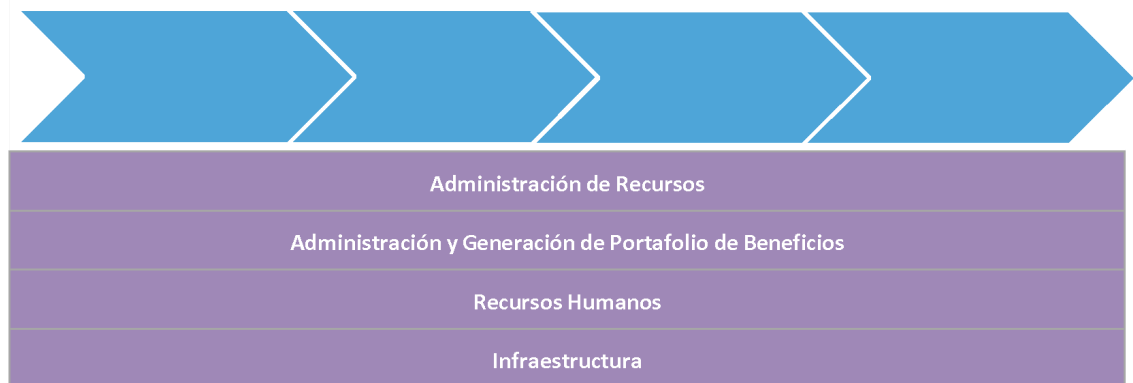 Administración de Recursos
Administración y Generación de Portafolio de Beneficios
Recursos Humanos
Infraestructura